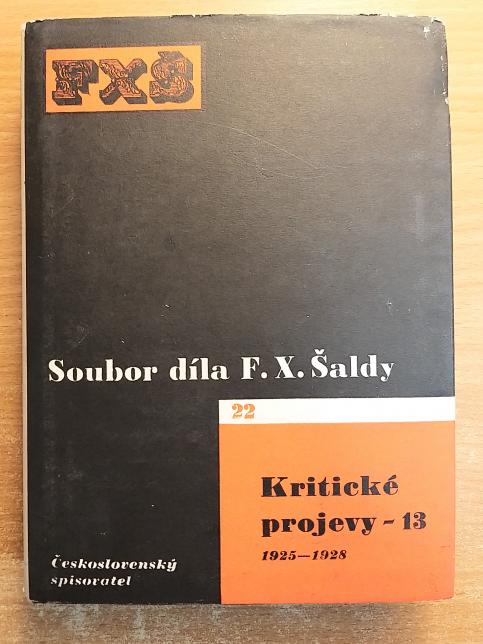 FXŠ
Soubor díla F. X. Šaldy
22
Kritické
projevy - 13
1925—1928
Československý
spisovatel